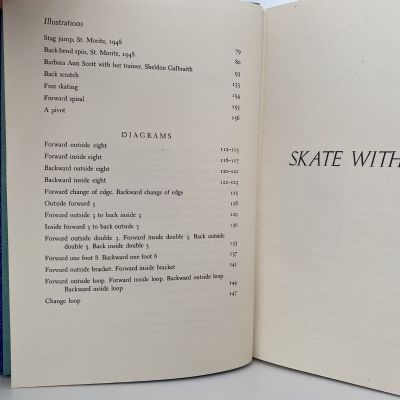 Illustrations
Stag jump, St. Moritz, 1948 79
Back-bend spin, St. Moritz, 1948 80
Barbara Ann Scott with her trainer, Sheldon Galbraith 93
Back scratch 153
Free skating 154
Forward spiral 155
A pivot 156
DIAGRAMS
Forward outside eight 112–113
Forward inside eight 116–117
Backward outside eight 120–121
Backward inside eight 122–123
Forward change of edge. Backward change of edge 125
Outside forward 3 128
Forward outside 3 to back inside 3 129
Inside forward 3 to back outside 3 130
Forward outside double 3. Forward inside double 3. Back outside
double 3. Back inside double 3 133
Forward one foot 8. Backward one foot 8 137
Forward outside bracket. Forward inside bracket 141
Forward outside loop. Forward inside loop. Backward outside loop.
Backward inside loop 144
Change loop 147
SKATE WITH